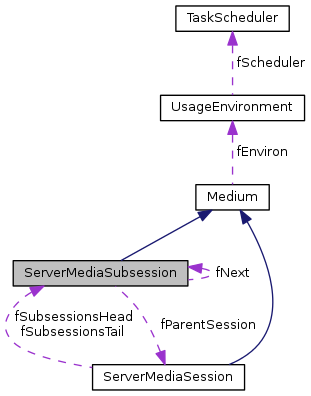 TaskScheduler
fScheduler
UsageEnvironment
fEnviron
Medium
ServerMediaSubsession
fNext
fSubsessionsHead
fSubsessionsTail
fParentSession
ServerMediaSession